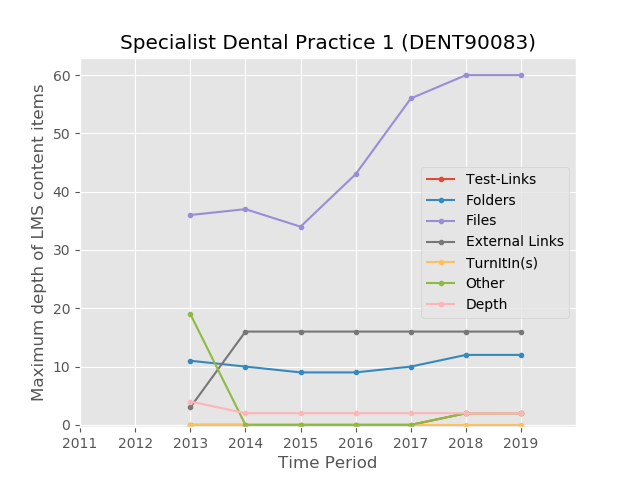 Specialist Dental Practice 1 (DENT90083)
Maximum depth of LMS content items
60
50
40
30
20
10
0
Test-Links
Folders
Files
External Links
TurnItIn(s)
Other
Depth
2011 2012 2013 2014 2015 2016 2017 2018 2019
Time Period